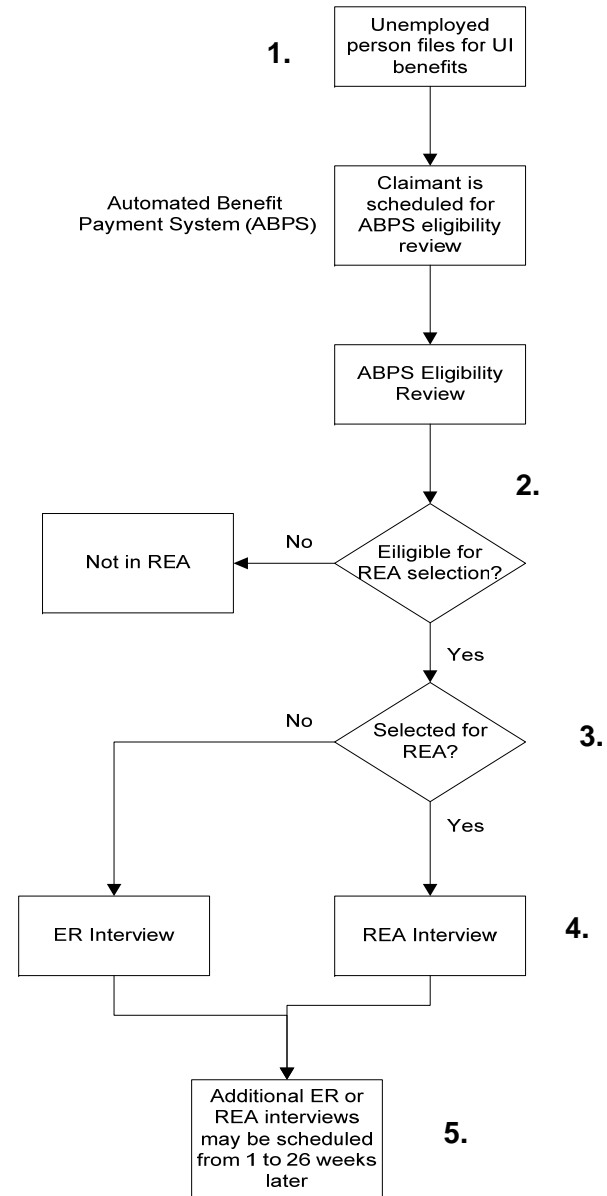 1.
Unemployed
person files for UI
benefits
Automated Benefit
Payment System (ABPS)
Claimant is
scheduled for
ABPS eligibility
review
ABPS Eligibility
Review
2.
Not in REA
No
Eiligible for
REA selection?
Yes
No
Selected for
REA?
3.
Yes
ER Interview
REA Interview
4.
Additional ER or
REA interviews
may be scheduled
from 1 to 26 weeks
later
5.